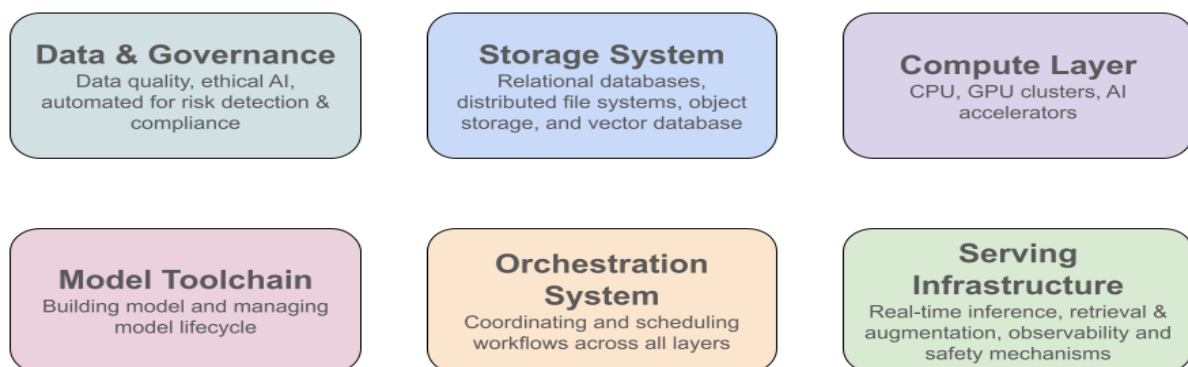 Data & Governance
Data quality, ethical AI,
automated for risk detection &
compliance
Storage System
Relational databases,
distributed file systems, object
storage, and vector database
Compute Layer
CPU, GPU clusters, AI
accelerators
Model Toolchain
Building model and managing
model lifecycle
Orchestration
System
Coordinating and scheduling
workflows across all layers
Serving
Infrastructure
Real-time inference, retrieval &
augmentation, observability and
safety mechanisms